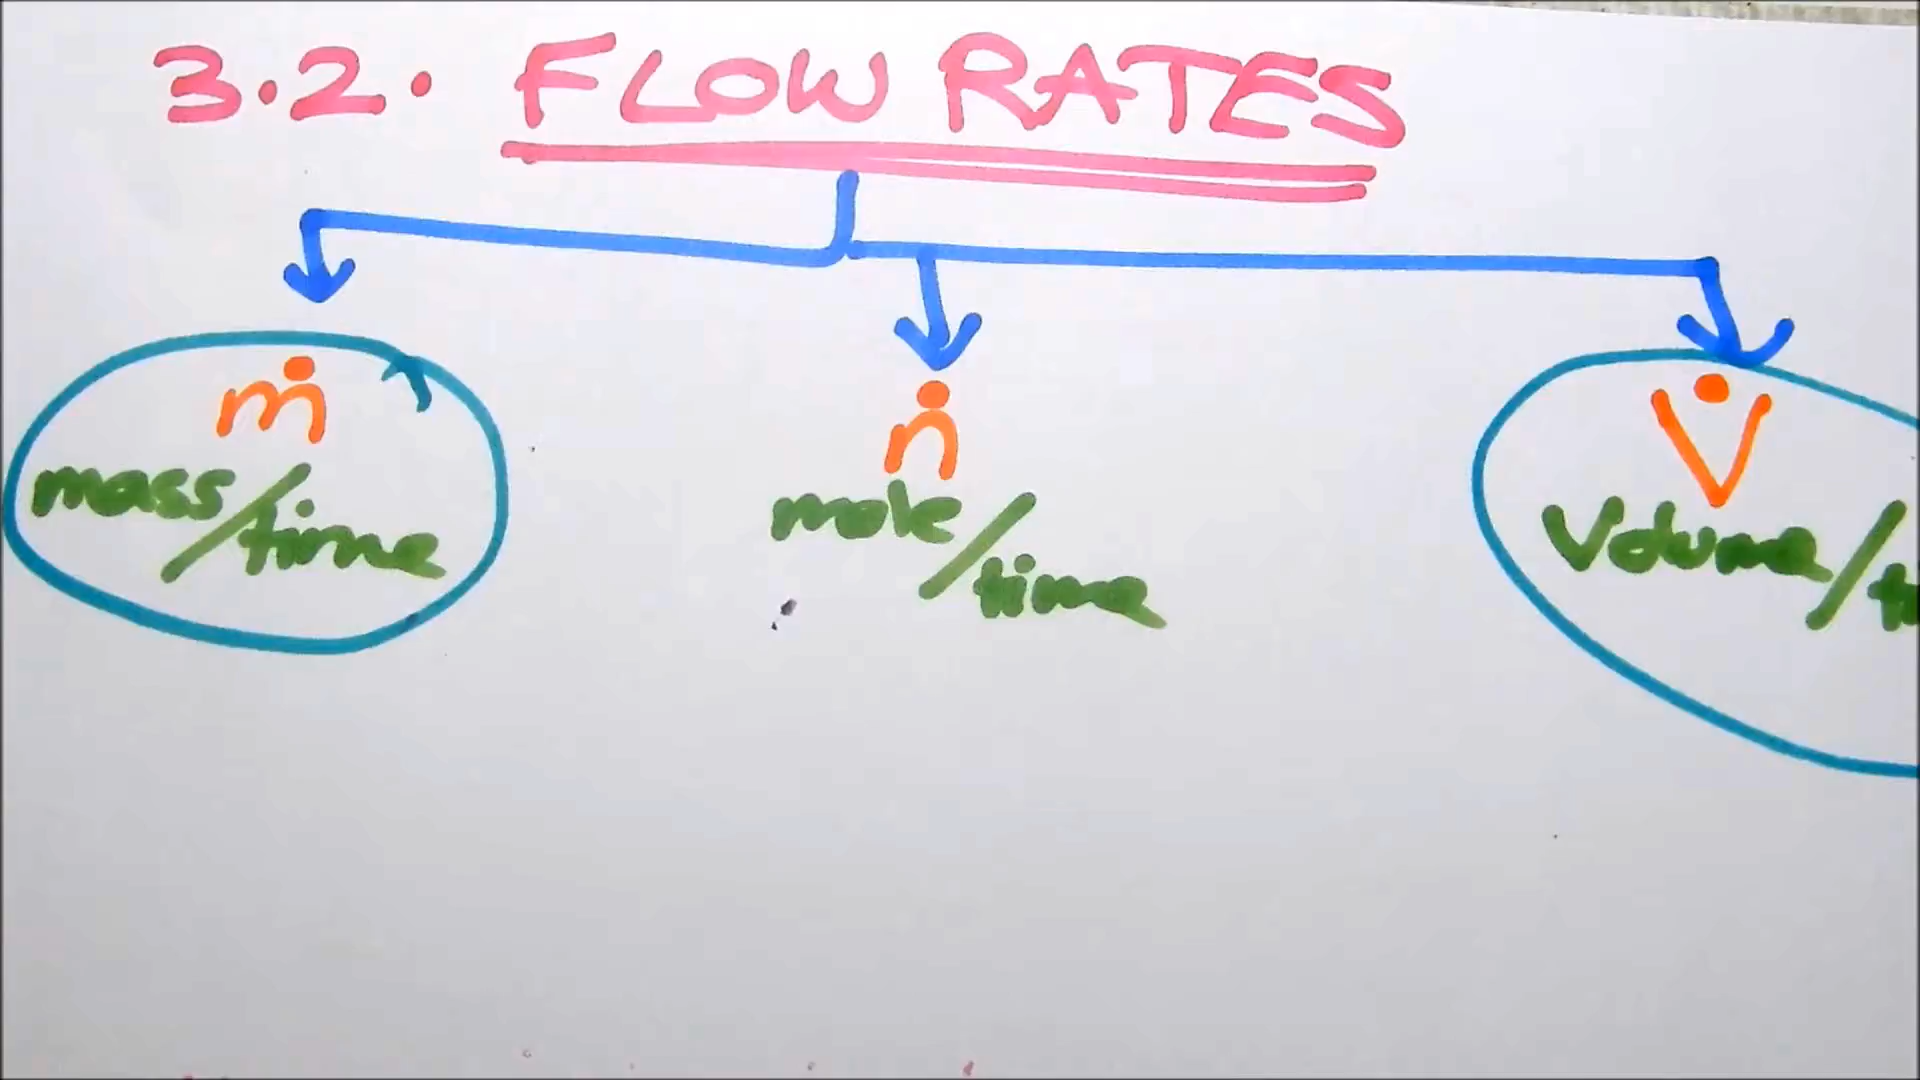 3.2. FLOW RATES
ṁ
mass/time
ṅ
mole/time
V̇
Volume/